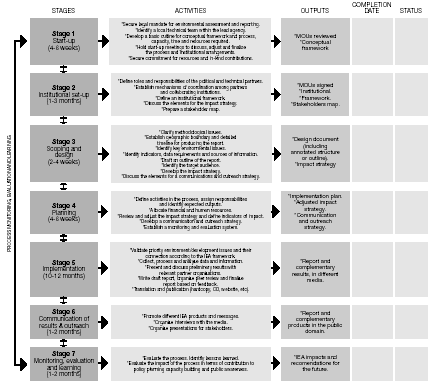 STAGES
ACTIVITIES
OUTPUTS
COMPLETION
DATE
STATUS
PROCESS MONITORING, EVALUATION AND LEARNING
Stage 1
Start-up
(4-6 weeks)
*Secure legal mandate for environmental assessment and reporting.
*Identify a local technical team within the lead agency.
*Develop a basic outline for conceptual framework and process,
capacity, time and resources required.
*Hold start-up meetings to discuss, adjust and finalize
the process and institutional arrangements.
*Secure commitment for resources and in-kind contributions.
*MOUs reviewed
*Conceptual
framework
Stage 2
Institutional set-up
(1-3 months)
*Define roles and responsibilities of the political and technical partners.
*Establish mechanisms of coordination among partners
and collaborating institutions.
*Define an institutional framework.
*Discuss the elements for the impact strategy.
*Prepare a stakeholder map.
*MOUs signed
*Institutional
*Framework.
*Stakeholders map.
Stage 3
Scoping and
design
(2-4 weeks)
*Clarify methodological issues.
*Establish geographic boundary and detailed
timeline for producing the report.
*Identify key environmental issues.
*Identify indicators, data requirements and sources of information.
*Draft an outline of the report.
*Identify the target audience.
*Develop the impact strategy.
*Discuss the elements for a communications and outreach strategy.
*Design document
(including
annotated structure
or outline).
*Impact strategy
Stage 4
Planning
(4-6 weeks)
*Define activities in the process, assign responsibilities
and identify expected outputs.
*Allocate financial and human resources.
*Review and adjust the impact strategy and define indicators of impact.
*Develop a communication and outreach strategy.
*Establish a monitoring and evaluation system.
*Implementation plan.
*Adjusted impact
strategy.
*Communication
and outreach
strategy.
Stage 5
Implementation
(10-12 months)
*Validate priority environment/development issues and their
connection according to the IEA framework.
*Collect, process and analyse data and information.
*Present and discuss preliminary results with
relevant partner organizations.
*Write draft report, organize peer review and finalize
report based on feedback.
*Translation and publication (hardcopy, CD, website, etc).
*Report and
complementary
results, in different
media.
Stage 6
Communication of
results & outreach
(1-2 months)
*Promote different IEA products and messages.
*Organize interviews with the media.
*Organize presentations for stakeholders.
*Report and
complementary
products in the public
domain.
Stage 7
Monitoring, evaluation
and learning
(1-2 months)
*Evaluate the process. Identify lessons learned.
*Evaluate the impact of the process in terms of contribution to
policy planning capacity building and public awareness.
*IEA impacts and
recomendations for
the future.